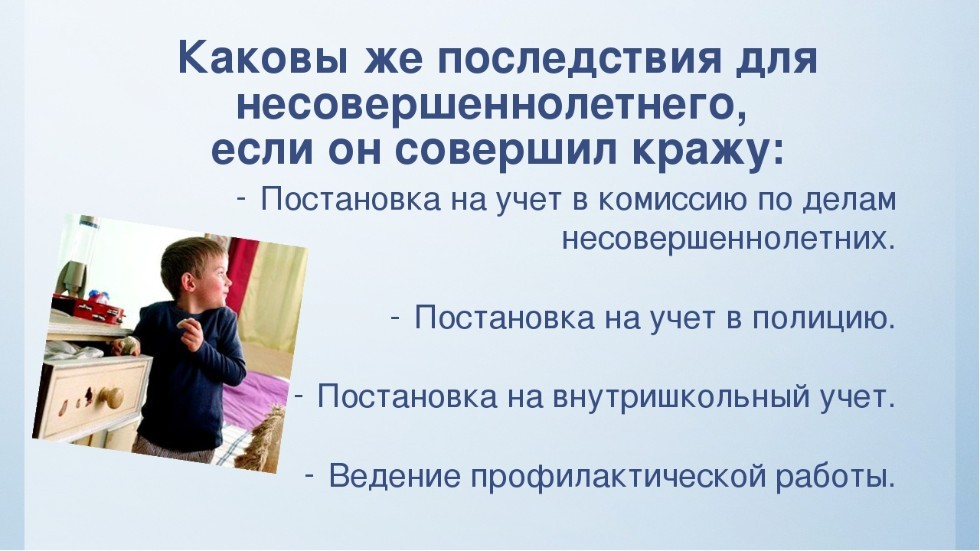 Каковы же последствия для
несовершеннолетнего,
если он совершил кражу:
- Постановка на учет в комиссию по делам
несовершеннолетних.
- Постановка на учет в полицию.
- Постановка на внутришкольный учет.
- Ведение профилактической работы.